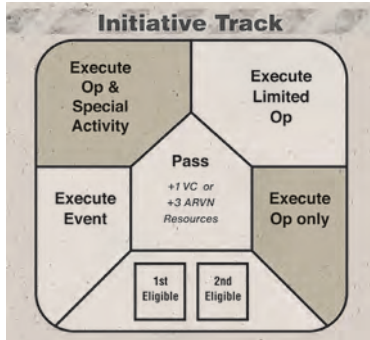 Initiative Track
Execute
Op &
Special
Activity
Execute
Limited
Op
Pass
+1 VC or
+3 ARVN
Resources
Execute
Event
Execute
Op only
1st
Eligible
2nd
Eligible